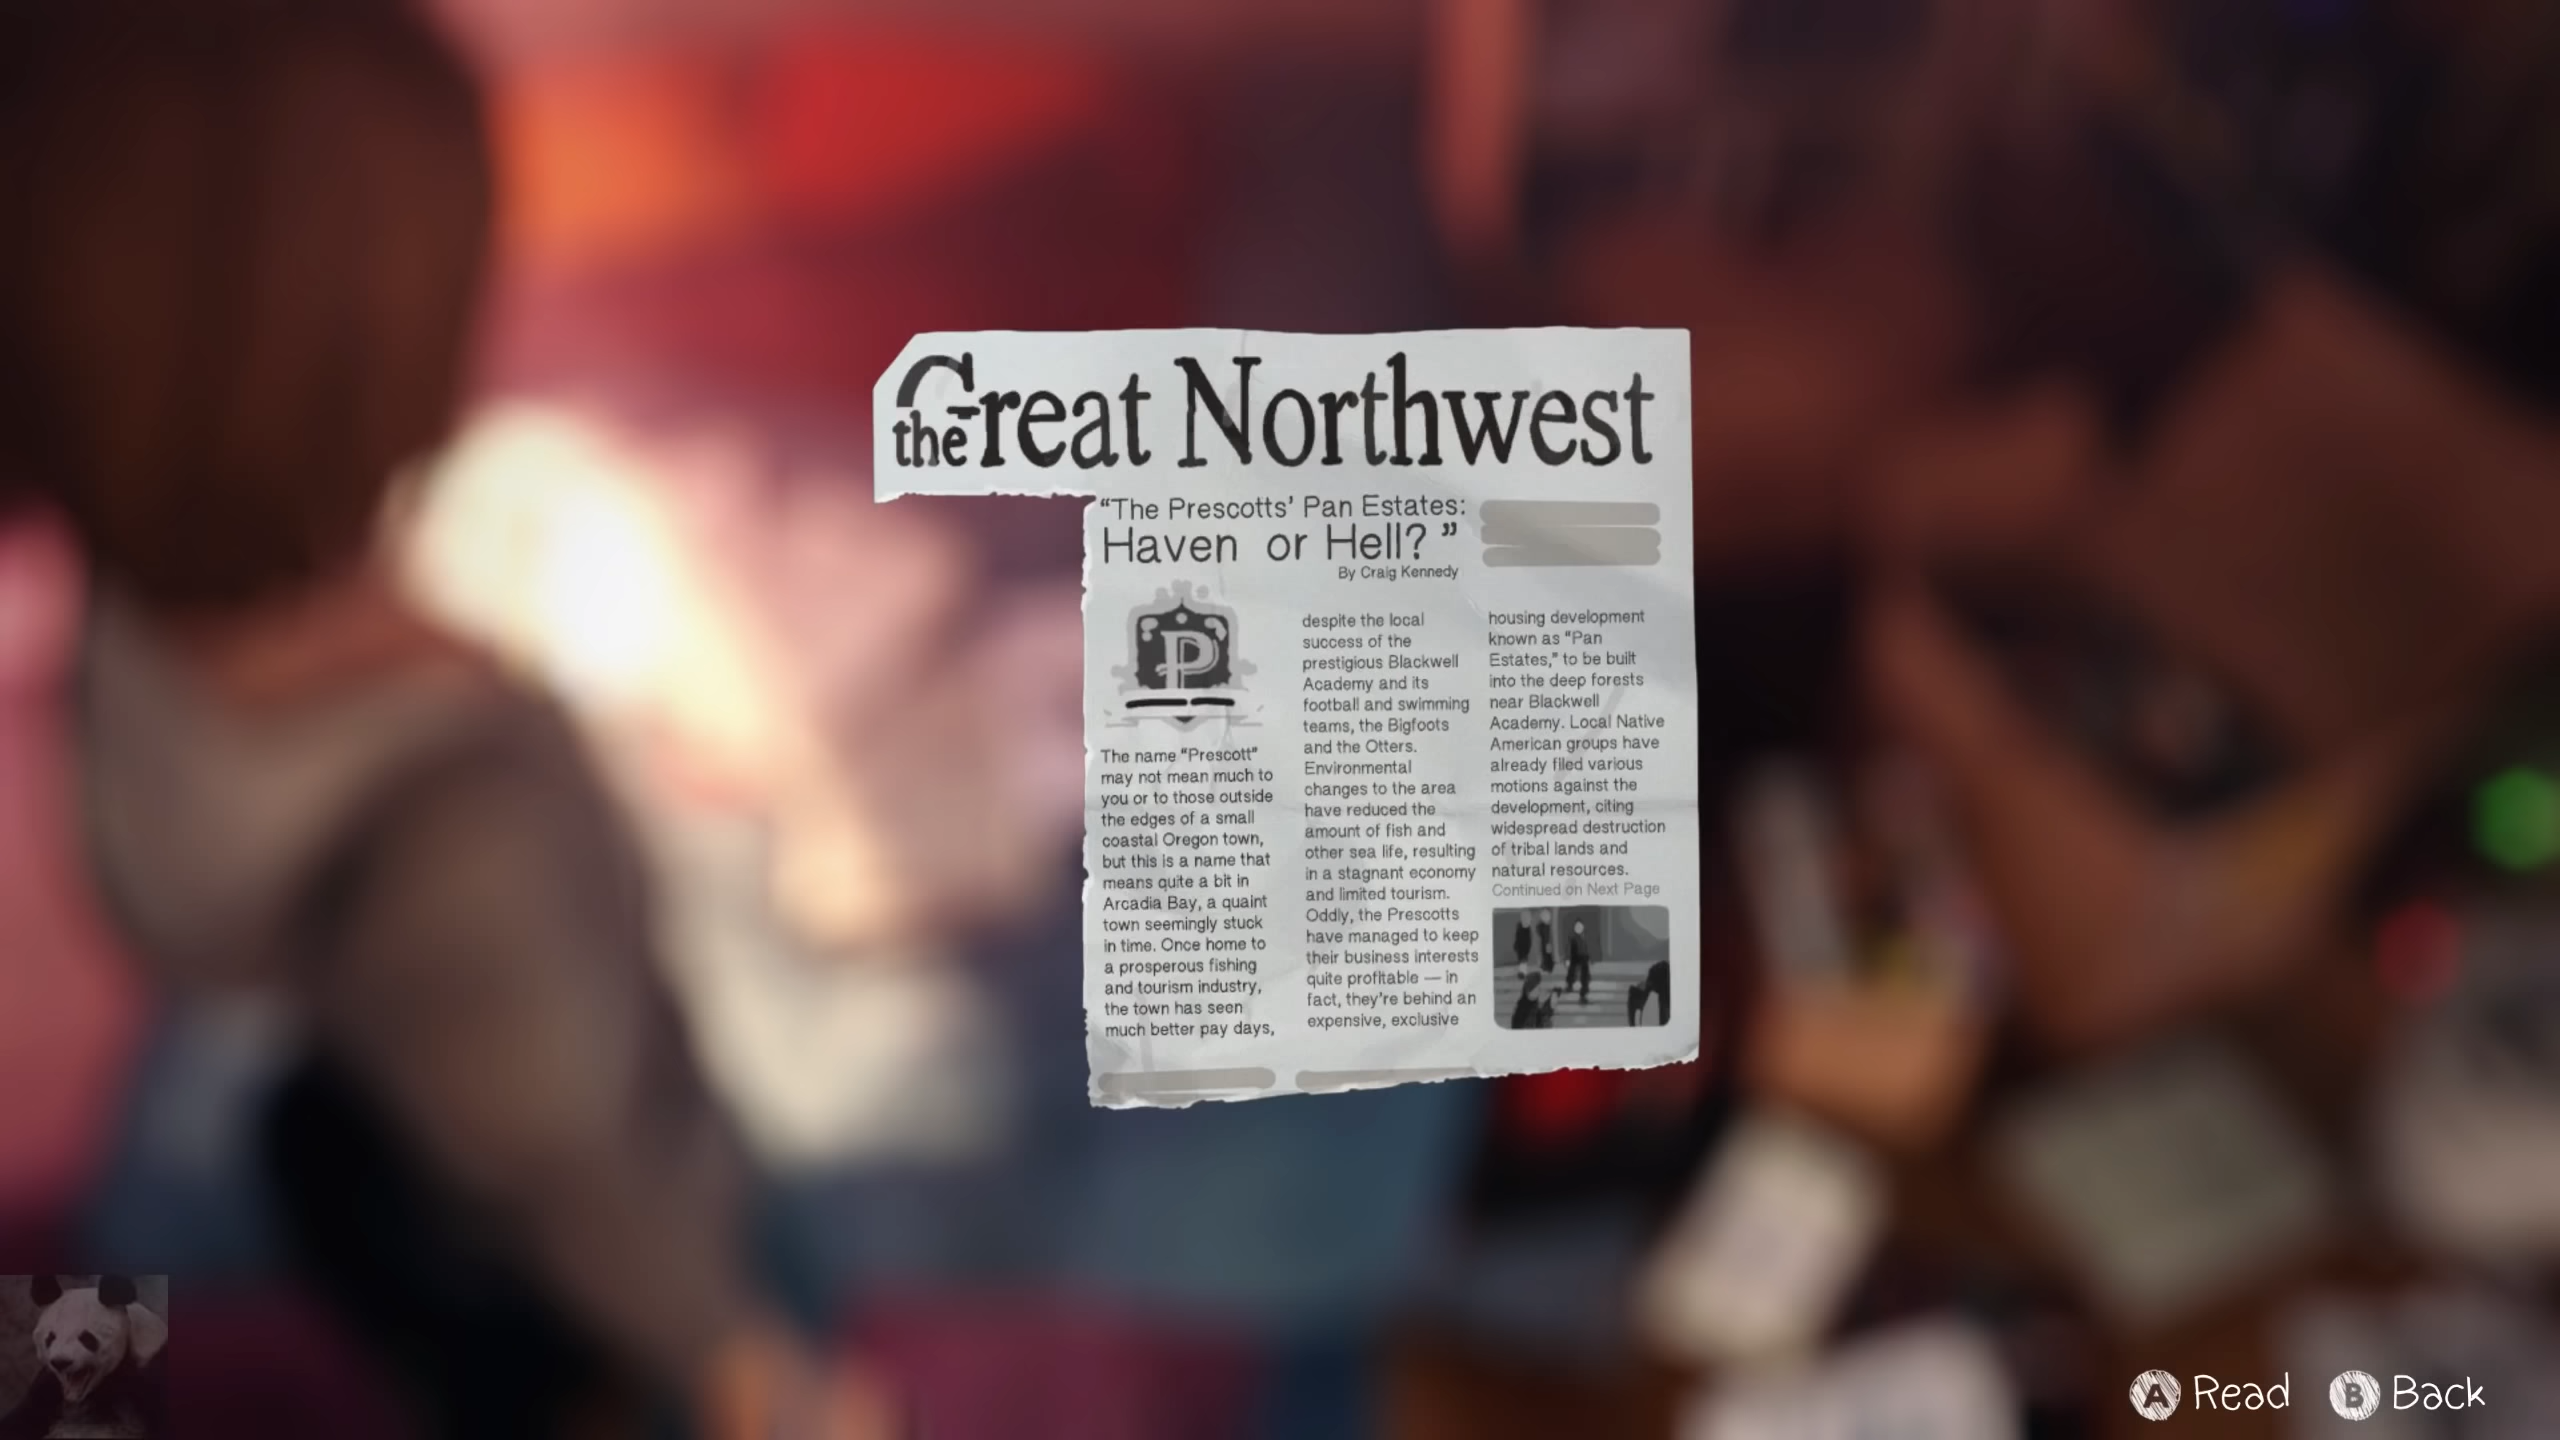 the Great Northwest
“The Prescotts’ Pan Estates:
Haven or Hell? ”
By Craig Kennedy
P
The name “Prescott”
may not mean much to
you or to those outside
the edges of a small
coastal Oregon town,
but this is a name that
means quite a bit in
Arcadia Bay, a quaint
town seemingly stuck
in time. Once home to
a prosperous fishing
and tourism industry,
the town has seen
much better pay days,
despite the local
success of the
prestigious Blackwell
Academy and its
football and swimming
teams, the Bigfoots
and the Otters.
Environmental
changes to the area
have reduced the
amount of fish and
other sea life, resulting
in a stagnant economy
and limited tourism.
Oddly, the Prescotts
have managed to keep
their business interests
quite profitable — in
fact, they’re behind an
expensive, exclusive
housing development
known as “Pan
Estates,” to be built
into the deep forests
near Blackwell
Academy. Local Native
American groups have
already filed various
motions against the
development, citing
widespread destruction
of tribal lands and
natural resources.
Continued on Next Page
A Read B Back